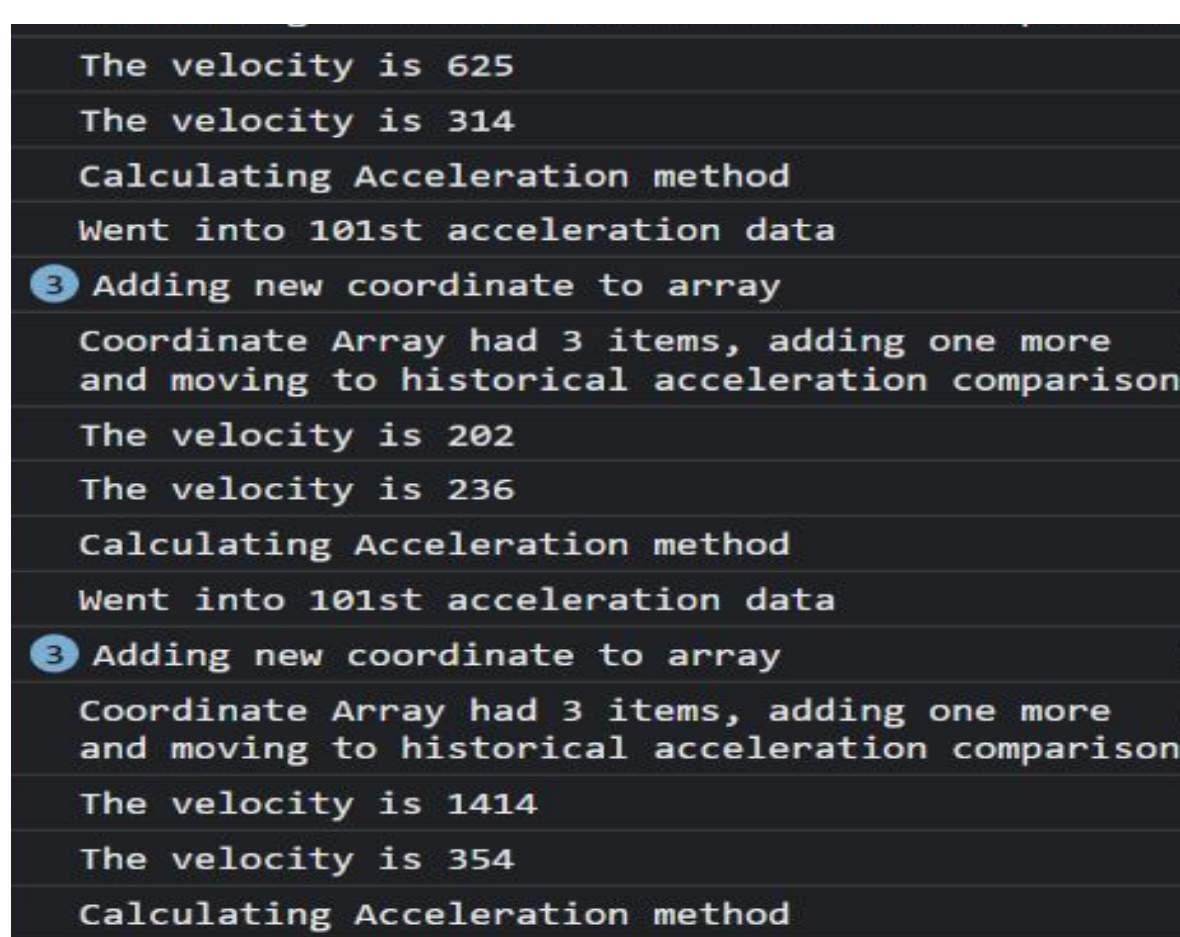 The velocity is 625
The velocity is 314
Calculating Acceleration method
Went into 101st acceleration data
3 Adding new coordinate to array
Coordinate Array had 3 items, adding one more
and moving to historical acceleration comparison
The velocity is 202
The velocity is 236
Calculating Acceleration method
Went into 101st acceleration data
3 Adding new coordinate to array
Coordinate Array had 3 items, adding one more
and moving to historical acceleration comparison
The velocity is 1414
The velocity is 354
Calculating Acceleration method